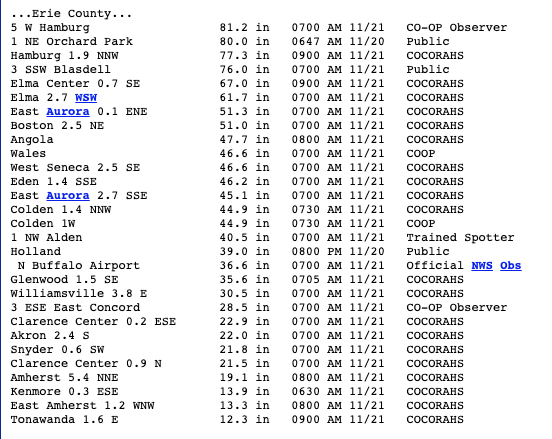 ...Erie County...
5 W Hamburg 81.2 in 0700 AM 11/21 CO-OP Observer
1 NE Orchard Park 80.0 in 0647 AM 11/20 Public
Hamburg 1.9 NNW 77.3 in 0900 AM 11/21 COCORAHS
3 SSW Blasdell 76.0 in 0700 AM 11/21 Public
Elma Center 0.7 SE 67.0 in 0900 AM 11/21 COCORAHS
Elma 2.7 WSW 61.7 in 0700 AM 11/21 COCORAHS
East Aurora 0.1 ENE 51.3 in 0700 AM 11/21 COCORAHS
Boston 2.5 NE 51.0 in 0700 AM 11/21 COCORAHS
Angola 47.7 in 0800 AM 11/21 COCORAHS
Wales 46.6 in 0700 AM 11/21 COOP
West Seneca 2.5 SE 46.6 in 0700 AM 11/21 COCORAHS
Eden 1.4 SSE 46.2 in 0700 AM 11/21 COCORAHS
East Aurora 2.7 SSE 45.1 in 0700 AM 11/21 COCORAHS
Colden 1.4 NNW 44.9 in 0730 AM 11/21 COCORAHS
Colden 1W 44.9 in 0730 AM 11/21 COOP
1 NW Alden 40.5 in 0700 AM 11/21 Trained Spotter
Holland 39.0 in 0800 PM 11/20 Public
N Buffalo Airport 36.6 in 0700 AM 11/21 Official NWS Obs
Glenwood 1.5 SE 35.6 in 0705 AM 11/21 COCORAHS
Williamsville 3.8 E 30.5 in 0700 AM 11/21 COCORAHS
3 ESE East Concord 28.5 in 0700 AM 11/21 CO-OP Observer
Clarence Center 0.2 ESE 22.9 in 0700 AM 11/21 COCORAHS
Akron 2.4 S 22.0 in 0700 AM 11/21 COCORAHS
Snyder 0.6 SW 21.8 in 0700 AM 11/21 COCORAHS
Clarence Center 0.9 N 21.5 in 0700 AM 11/21 COCORAHS
Amherst 5.4 NNE 19.1 in 0800 AM 11/21 COCORAHS
Kenmore 0.3 ESE 13.9 in 0630 AM 11/21 COCORAHS
East Amherst 1.2 WNW 13.3 in 0800 AM 11/21 COCORAHS
Tonawanda 1.6 E 12.3 in 0900 AM 11/21 COCORAHS